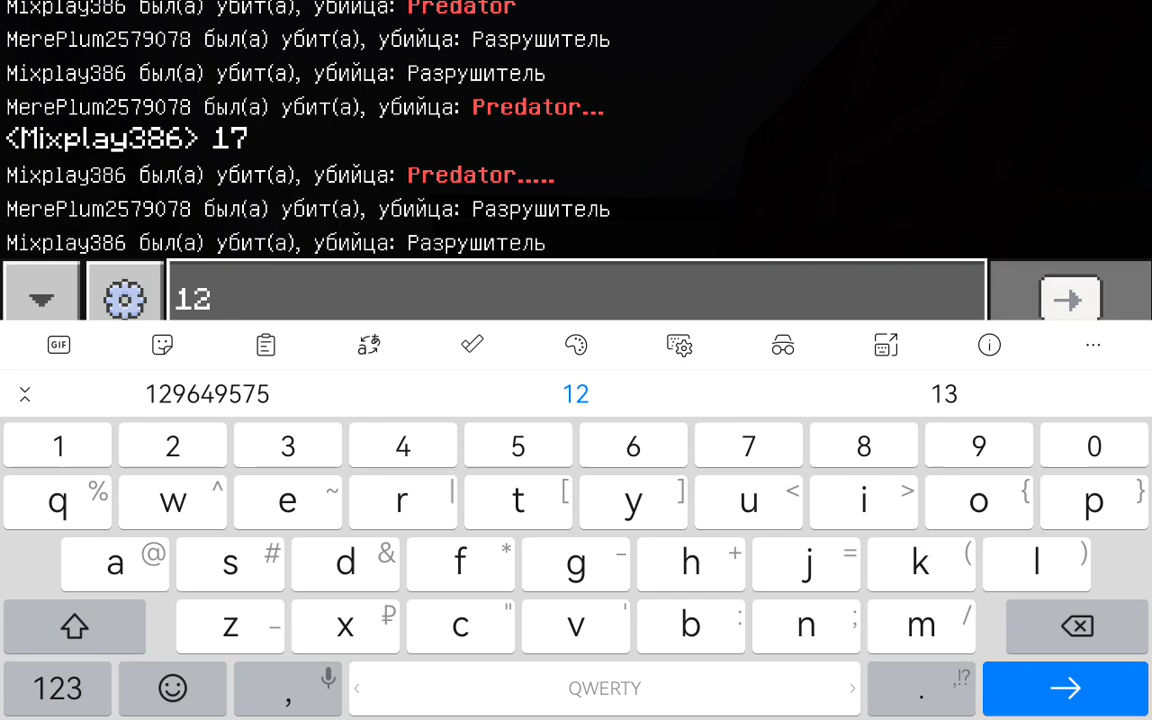 Mixplay386 был(а) убит(а), убийца: Predator
MerePlum2579078 был(а) убит(а), убийца: Разрушитель
Mixplay386 был(а) убит(а), убийца: Разрушитель
MerePlum2579078 был(а) убит(а), убийца: Predator...
<Mixplay386> 17
Mixplay386 был(а) убит(а), убийца: Predator.....
MerePlum2579078 был(а) убит(а), убийца: Разрушитель
Mixplay386 был(а) убит(а), убийца: Разрушитель
12
GIF aあ ...
129649575 12 13
1 2 3 4 5 6 7 8 9 0
q % w ^ e ~ r | t [ y ] u < i > o { p }
a @ s # d & f * g - h + j = k ( l )
z _ x ₽ c " v ' b : n ; m /
123 , < QWERTY > . ,!?